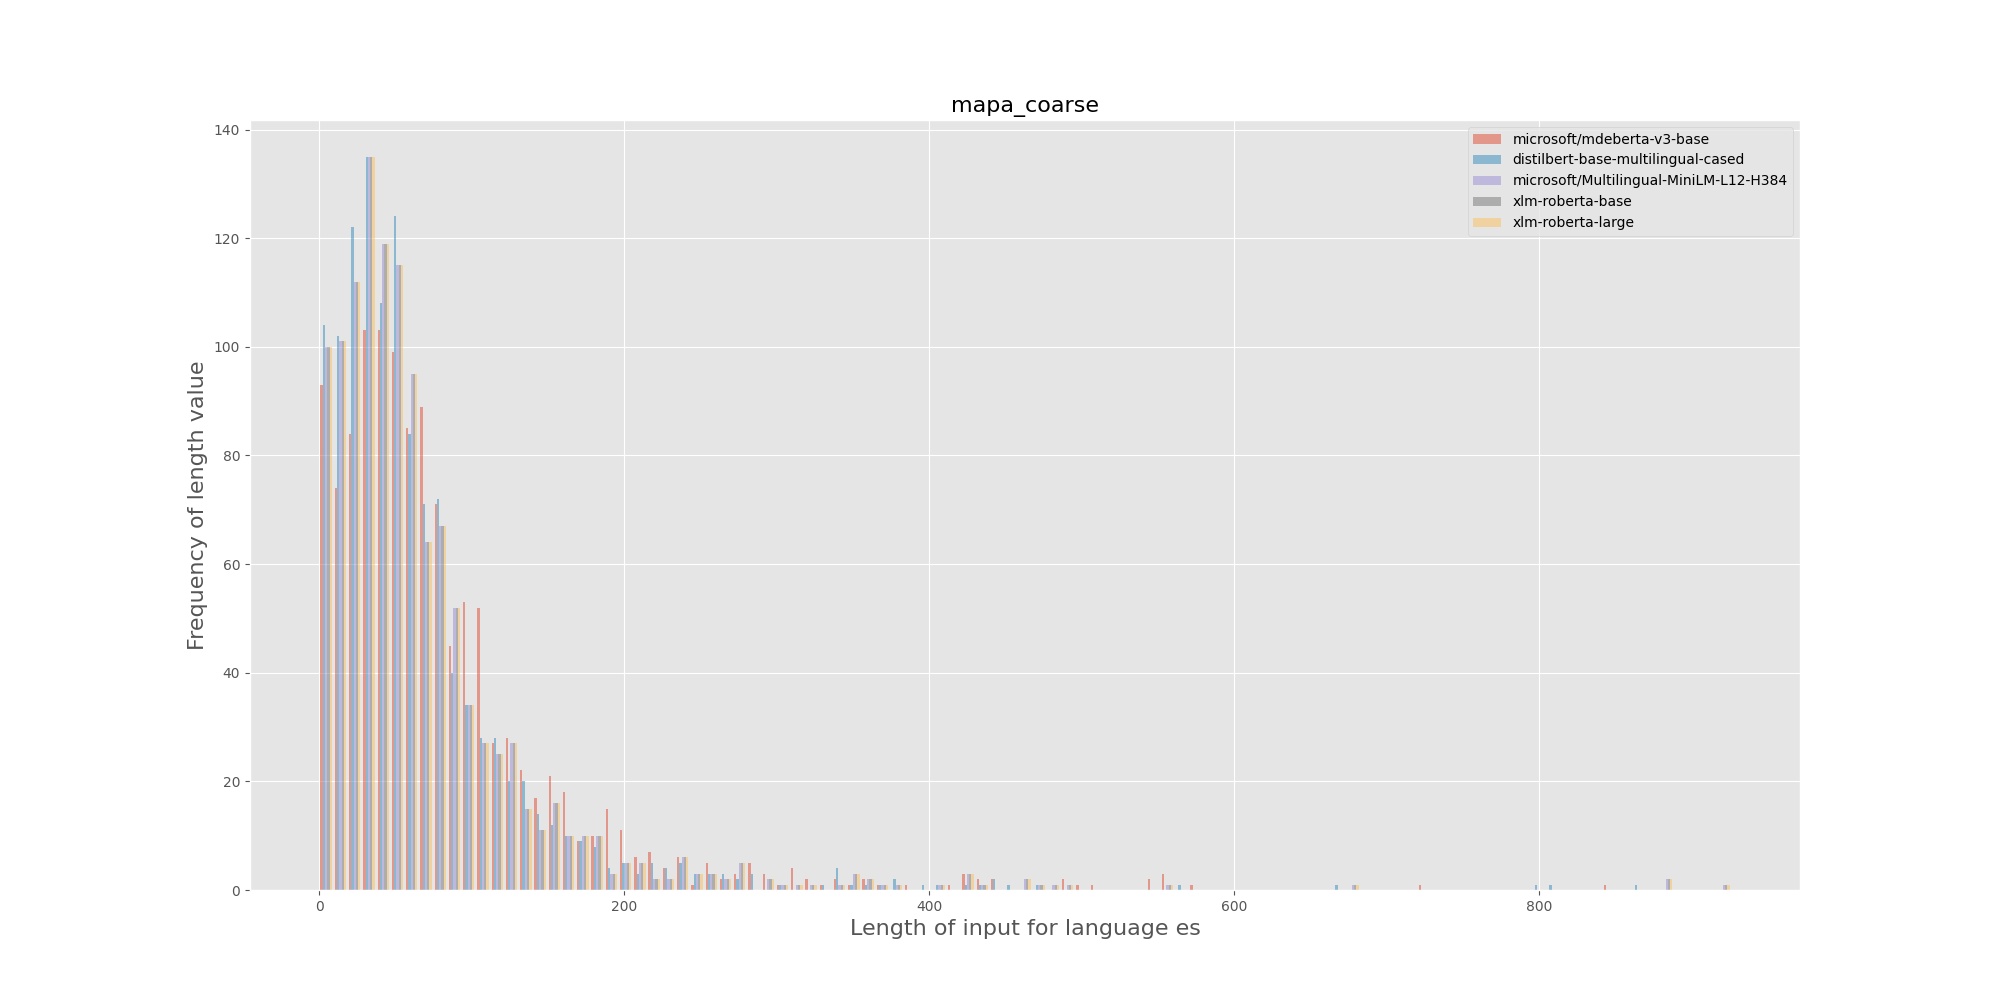 mapa_coarse
140
120
100
80
60
40
20
0
Frequency of length value
microsoft/mdeberta-v3-base
distilbert-base-multilingual-cased
microsoft/Multilingual-MiniLM-L12-H384
xlm-roberta-base
xlm-roberta-large
0 200 400 600 800
Length of input for language es